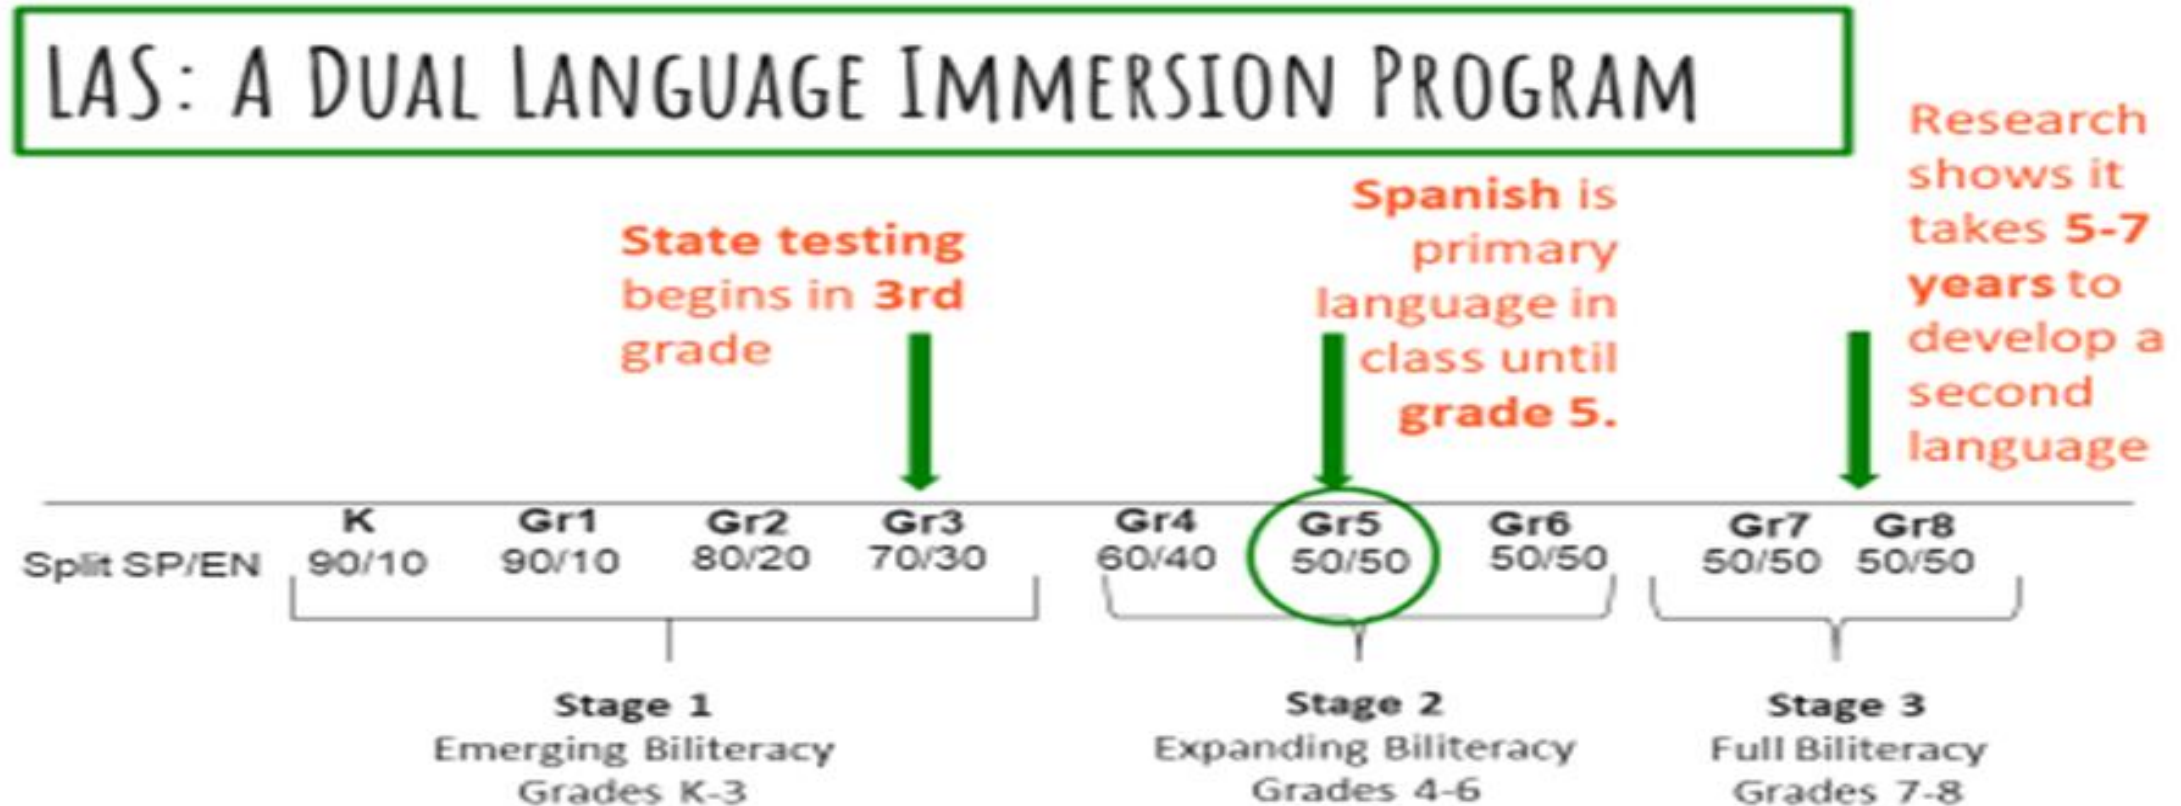 LAS: A DUAL LANGUAGE IMMERSION PROGRAM
State testing
begins in 3rd
grade
Spanish is
primary
language in
class until
grade 5.
Research
shows it
takes 5-7
years to
develop a
second
language
K Gr1 Gr2 Gr3 Gr4 Gr5 Gr6 Gr7 Gr8
Split SP/EN 90/10 90/10 80/20 70/30 60/40 50/50 50/50 50/50 50/50
Stage 1
Emerging Biliteracy
Grades K-3
Stage 2
Expanding Biliteracy
Grades 4-6
Stage 3
Full Biliteracy
Grades 7-8